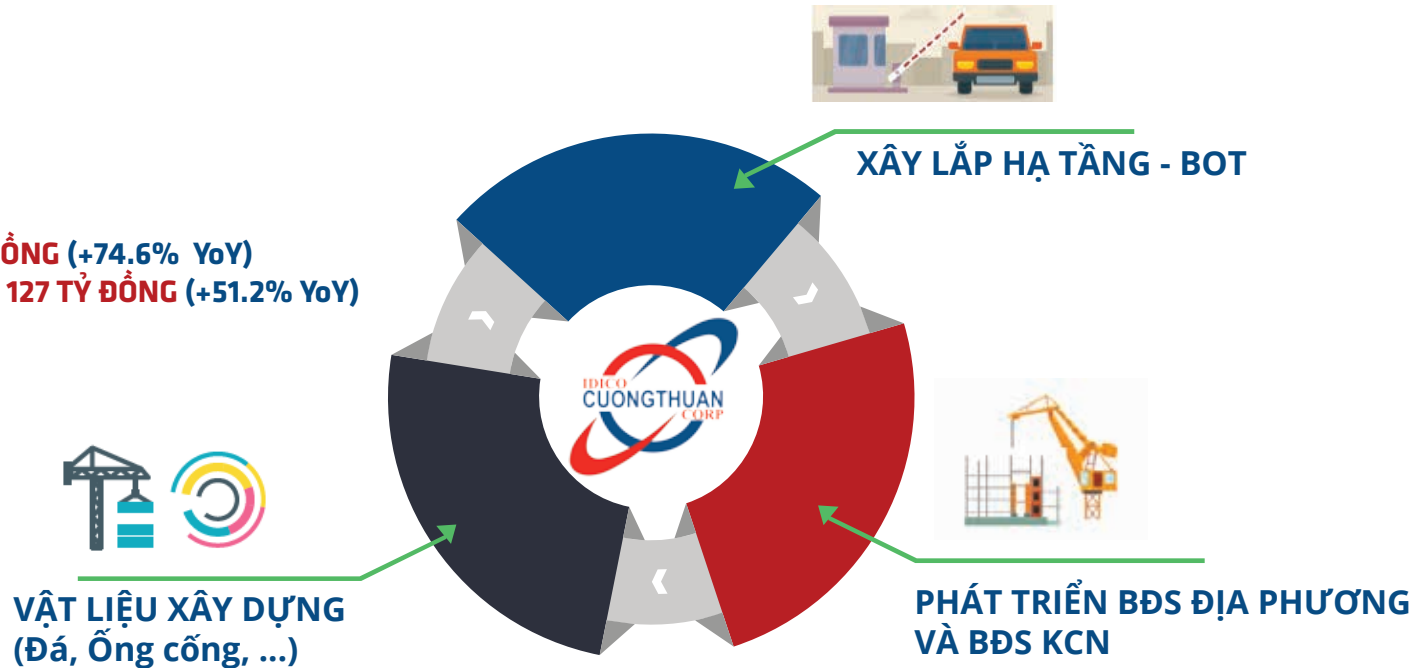 XÂY LẮP HẠ TẦNG - BOT
ỒNG (+74.6% YoY)
127 TỶ ĐỒNG (+51.2% YoY)
IDICO
CUONGTHUAN
CORP
VẬT LIỆU XÂY DỰNG
(Đá, Ống cống, ...)
PHÁT TRIỂN BĐS ĐỊA PHƯƠNG
VÀ BĐS KCN